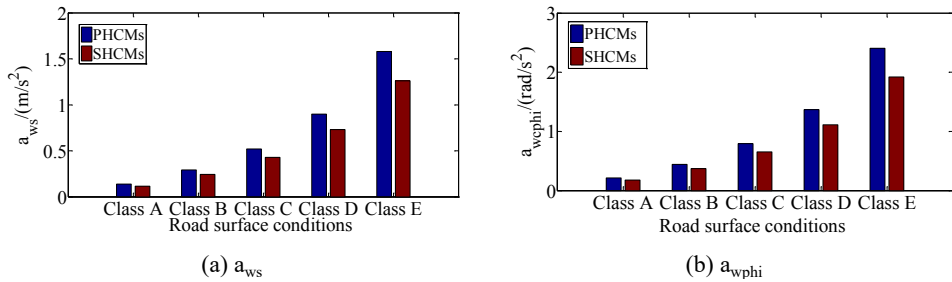 2
1.5
1
0.5
0
a_ws/(m/s²)
PHCMs
SHCMs
Class A Class B Class C Class D Class E
Road surface conditions
(a) a_ws
3
2
1
0
a_wcphi/(rad/s²)
PHCMs
SHCMs
Class A Class B Class C Class D Class E
Road surface conditions
(b) a_wphi